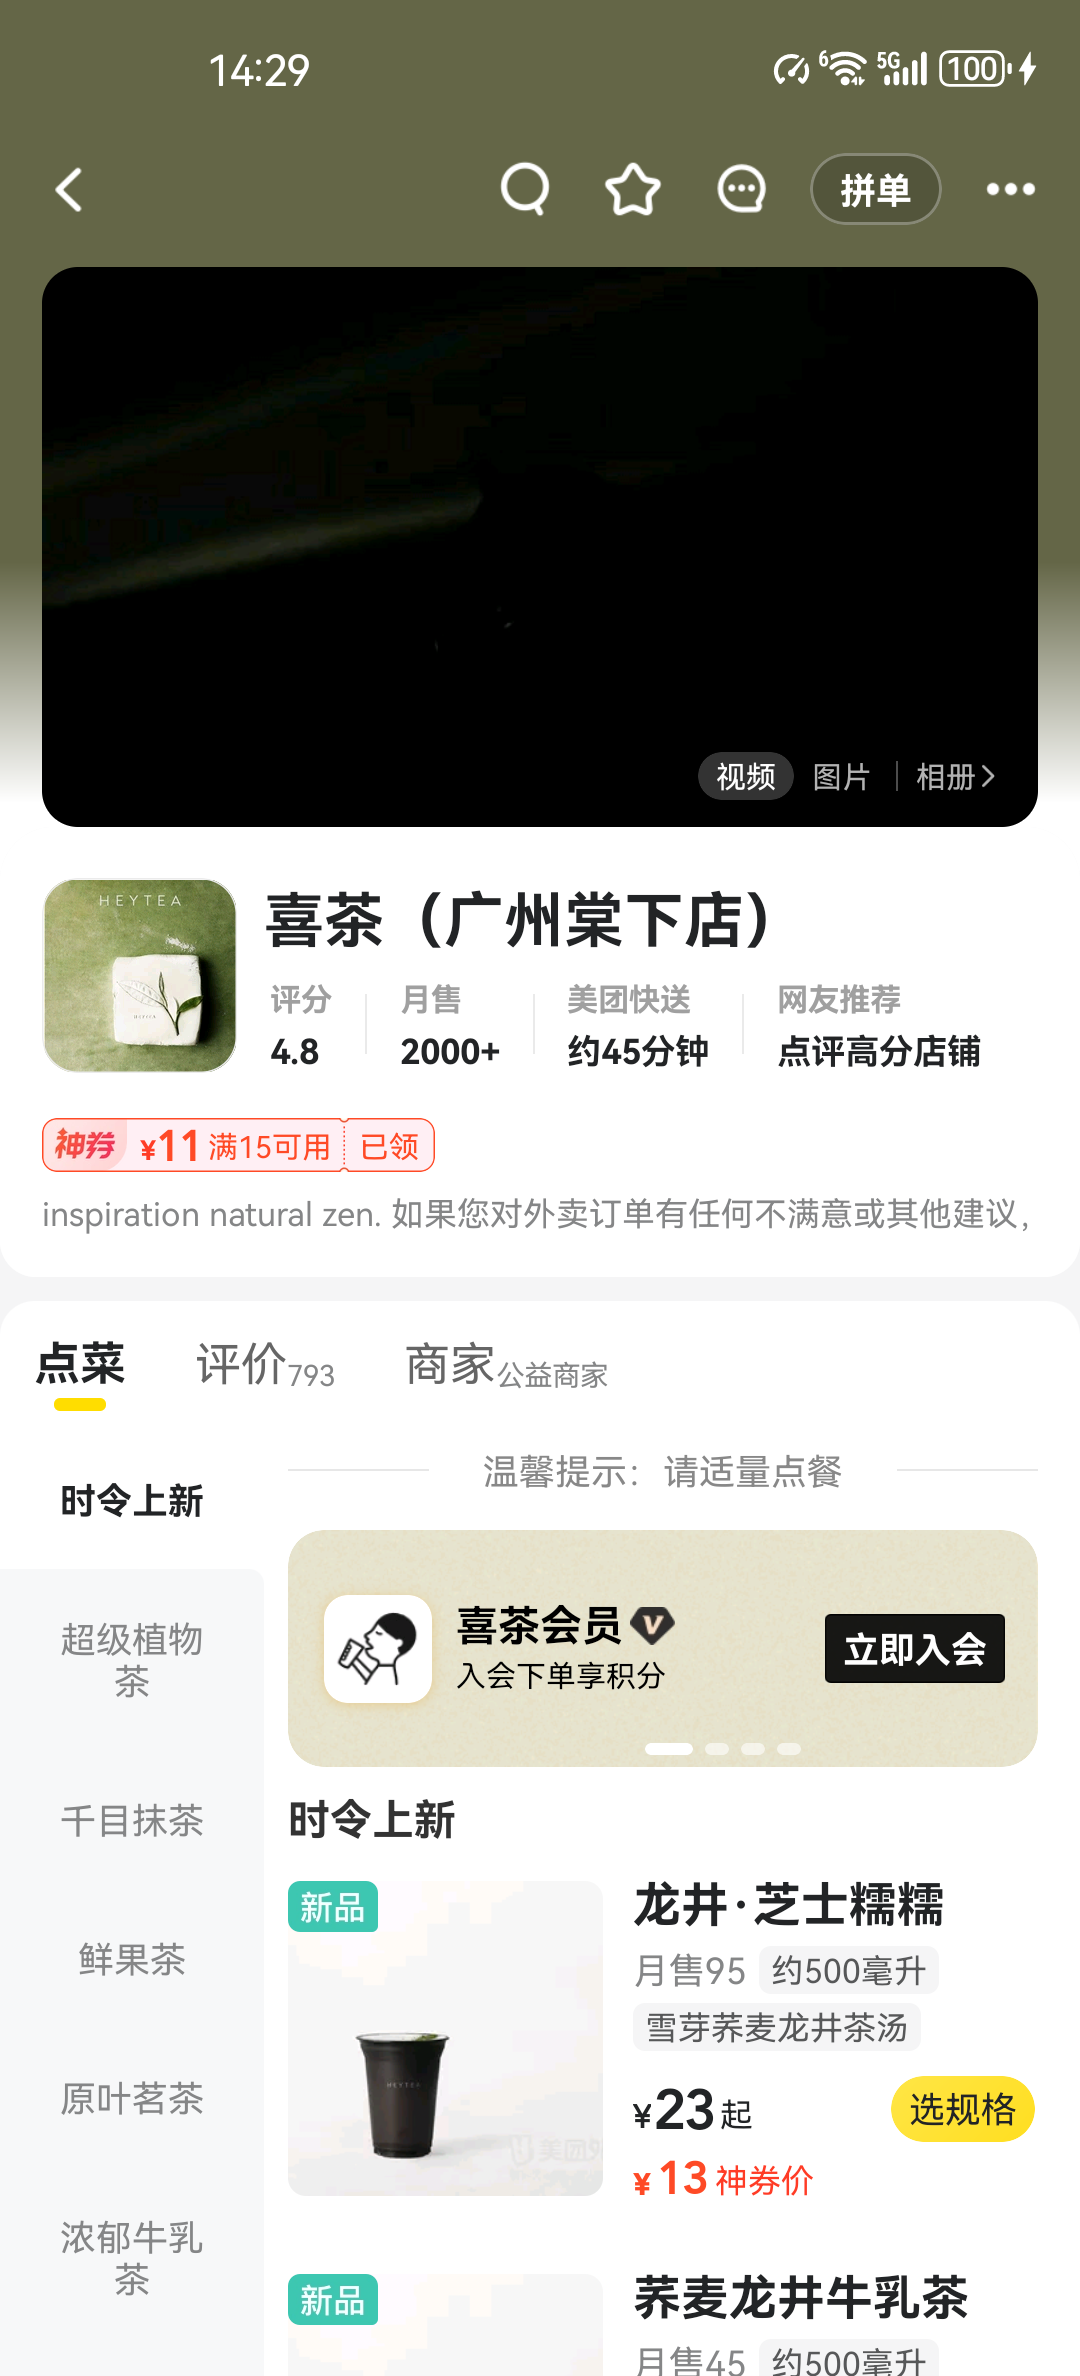 14:29
6
5G
100
拼单
视频 图片 相册
HEYTEA
喜茶（广州棠下店）
评分 月售 美团快送 网友推荐
4.8 2000+ 约45分钟 点评高分店铺
神券 ¥11 满15可用 已领
inspiration natural zen. 如果您对外卖订单有任何不满意或其他建议，
点菜 评价793 商家公益商家
温馨提示：请适量点餐
时令上新
超级植物茶
千目抹茶
鲜果茶
原叶茗茶
浓郁牛乳茶
喜茶会员 V
入会下单享积分
立即入会
时令上新
新品
HEYTEA
龙井·芝士糯糯
月售95 约500毫升
雪芽荞麦龙井茶汤
¥23起
选规格
¥13神券价
新品
荞麦龙井牛乳茶
月售45 约500毫升